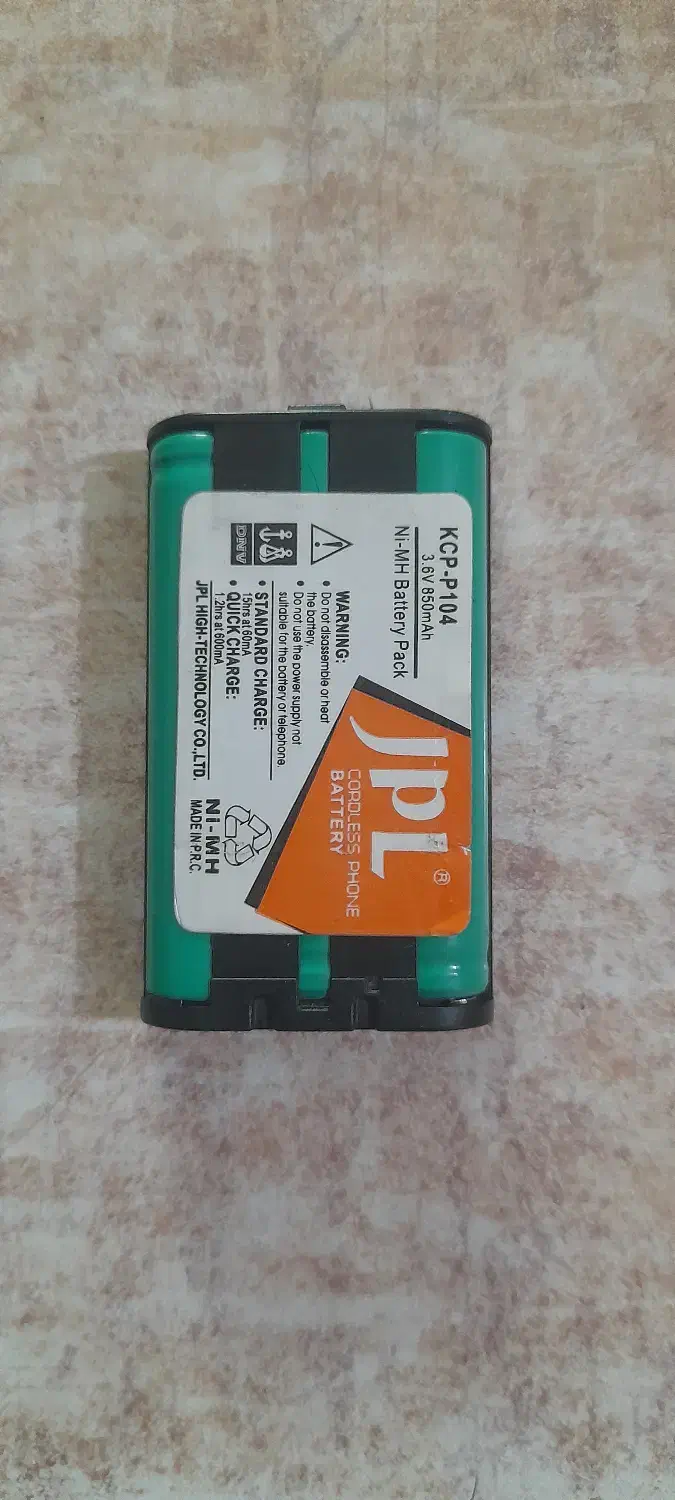 KCP-P104
3.6V 850mAh
Ni-MH Battery Pack
JPL®
CORDLESS PHONE
BATTERY
WARNING:
• Do not disassemble or heat
the battery.
• Do not use the power supply not
suitable for the battery or telephone.
• STANDARD CHARGE:
15hrs at 60mA
• QUICK CHARGE:
1.2hrs at 600mA
DNV
JPL HIGH-TECHNOLOGY CO.,LTD.
Ni-MH
MADE IN P.R.C.